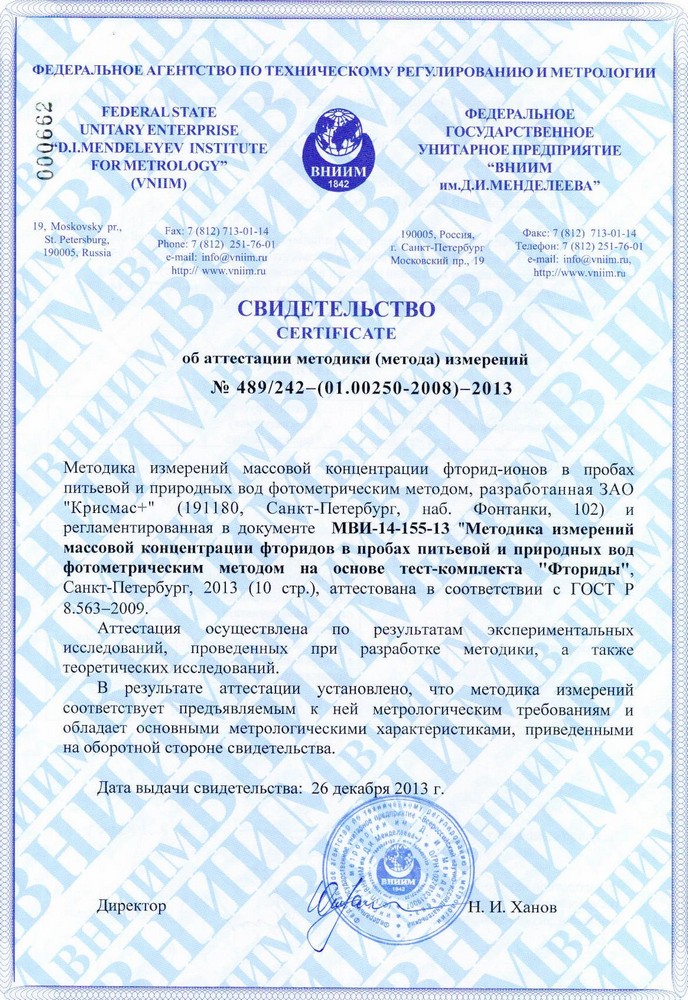 ФЕДЕРАЛЬНОЕ АГЕНТСТВО ПО ТЕХНИЧЕСКОМУ РЕГУЛИРОВАНИЮ И МЕТРОЛОГИИ
000662
FEDERAL STATE
UNITARY ENTERPRISE
“D.I.MENDELEYEV INSTITUTE
FOR METROLOGY”
(VNIIM)
ВНИИМ
1842
ФЕДЕРАЛЬНОЕ
ГОСУДАРСТВЕННОЕ
УНИТАРНОЕ ПРЕДПРИЯТИЕ
“ВНИИМ
им.Д.И.МЕНДЕЛЕЕВА”
19, Moskovsky pr.,
St. Petersburg,
190005, Russia
Fax: 7 (812) 713-01-14
Phone: 7 (812) 251-76-01
e-mail: info@vniim.ru
http:// www.vniim.ru
190005, Россия,
г. Санкт-Петербург
Московский пр., 19
Факс: 7 (812) 713-01-14
Телефон: 7 (812) 251-76-01
e-mail: info@vniim.ru,
http://www.vniim.ru
СВИДЕТЕЛЬСТВО
CERTIFICATE
об аттестации методики (метода) измерений
№ 489/242–(01.00250-2008)–2013
Методика измерений массовой концентрации фторид-ионов в пробах
питьевой и природных вод фотометрическим методом, разработанная ЗАО
"Крисмас+" (191180, Санкт-Петербург, наб. Фонтанки, 102) и
регламентированная в документе МВИ-14-155-13 "Методика измерений
массовой концентрации фторидов в пробах питьевой и природных вод
фотометрическим методом на основе тест-комплекта "Фториды",
Санкт-Петербург, 2013 (10 стр.), аттестована в соответствии с ГОСТ Р
8.563–2009.
Аттестация осуществлена по результатам экспериментальных
исследований, проведенных при разработке методики, а также
теоретических исследований.
В результате аттестации установлено, что методика измерений
соответствует предъявляемым к ней метрологическим требованиям и
обладает основными метрологическими характеристиками, приведенными
на оборотной стороне свидетельства.
Дата выдачи свидетельства: 26 декабря 2013 г.
ВНИИМ
1842
Директор
Н. И. Ханов